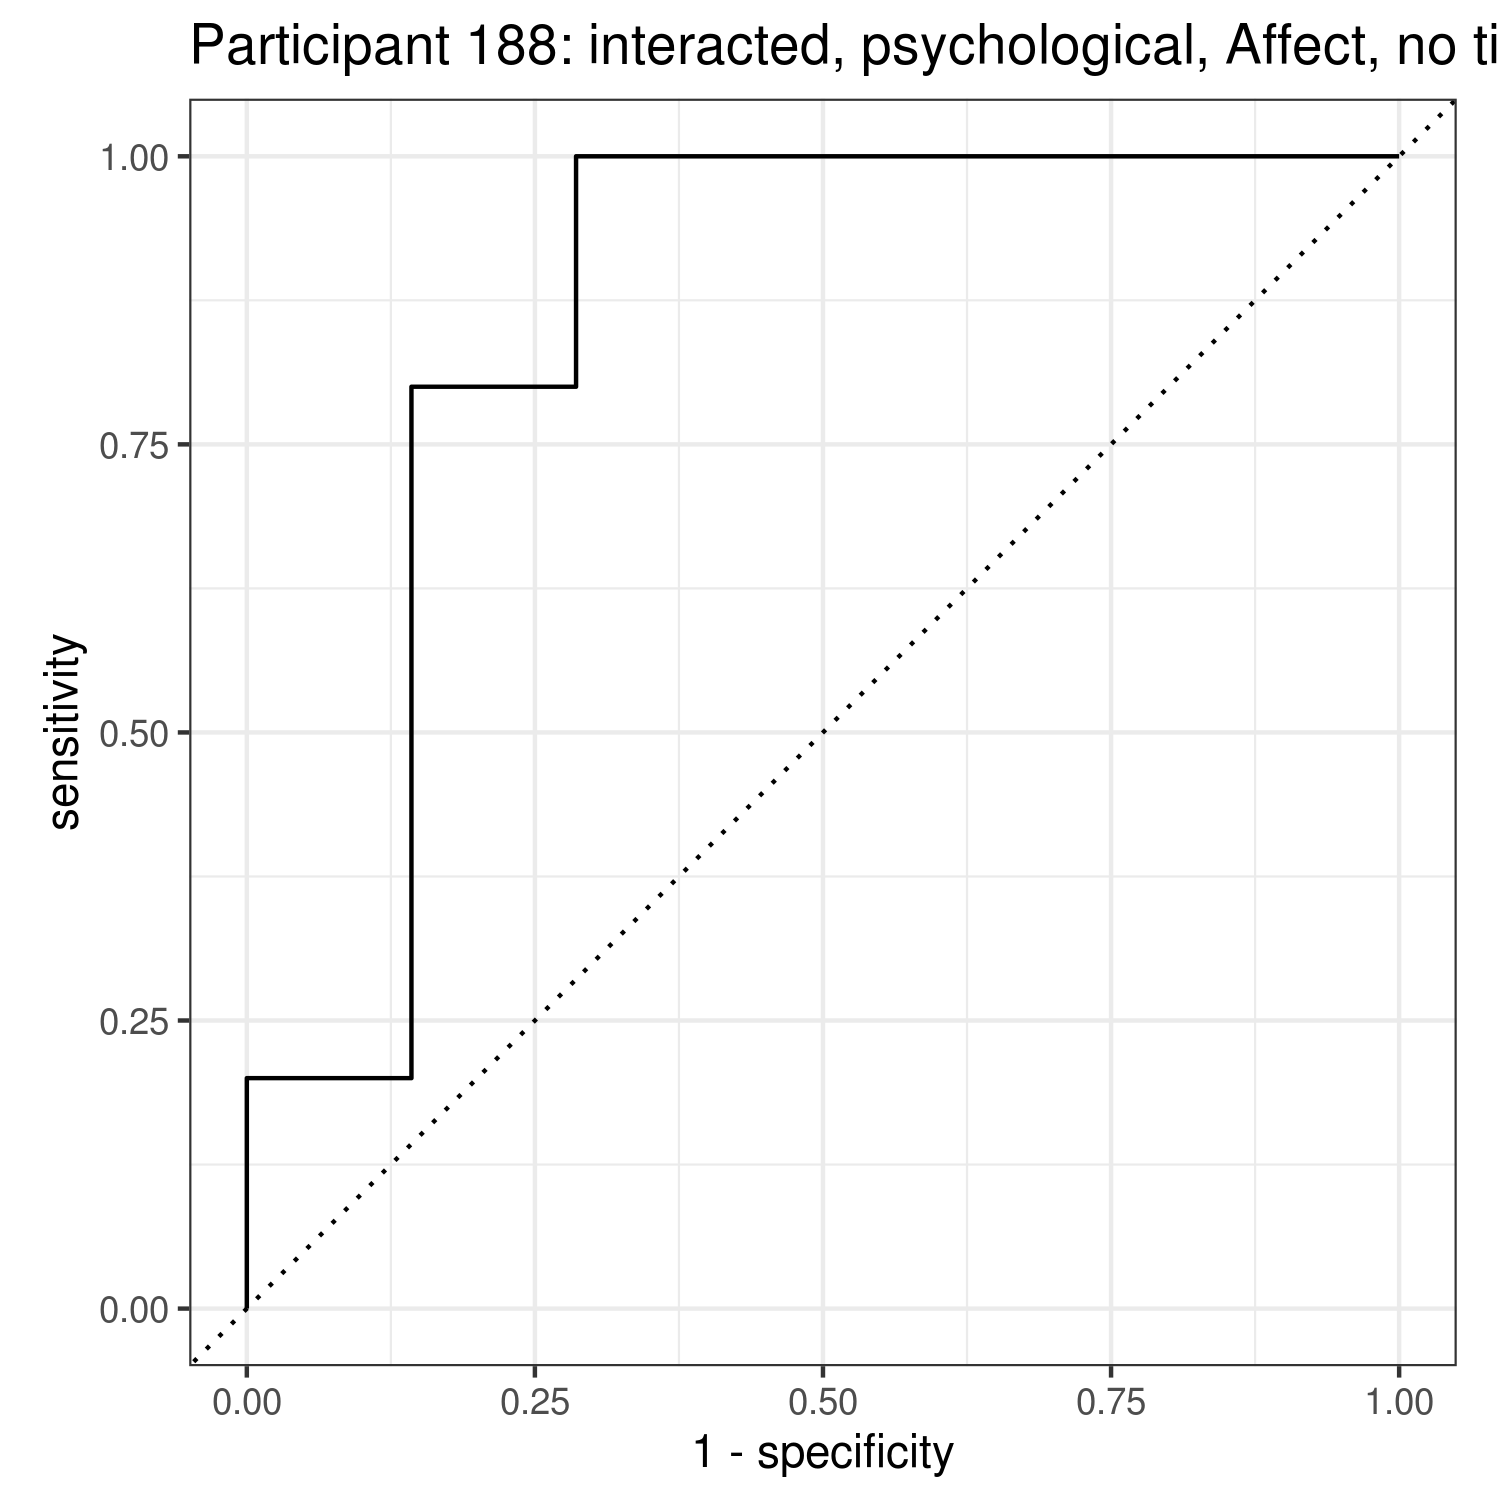 Participant 188: interacted, psychological, Affect, no ti
1.00
0.75
0.50
0.25
0.00
sensitivity
0.00 0.25 0.50 0.75 1.00
1 - specificity